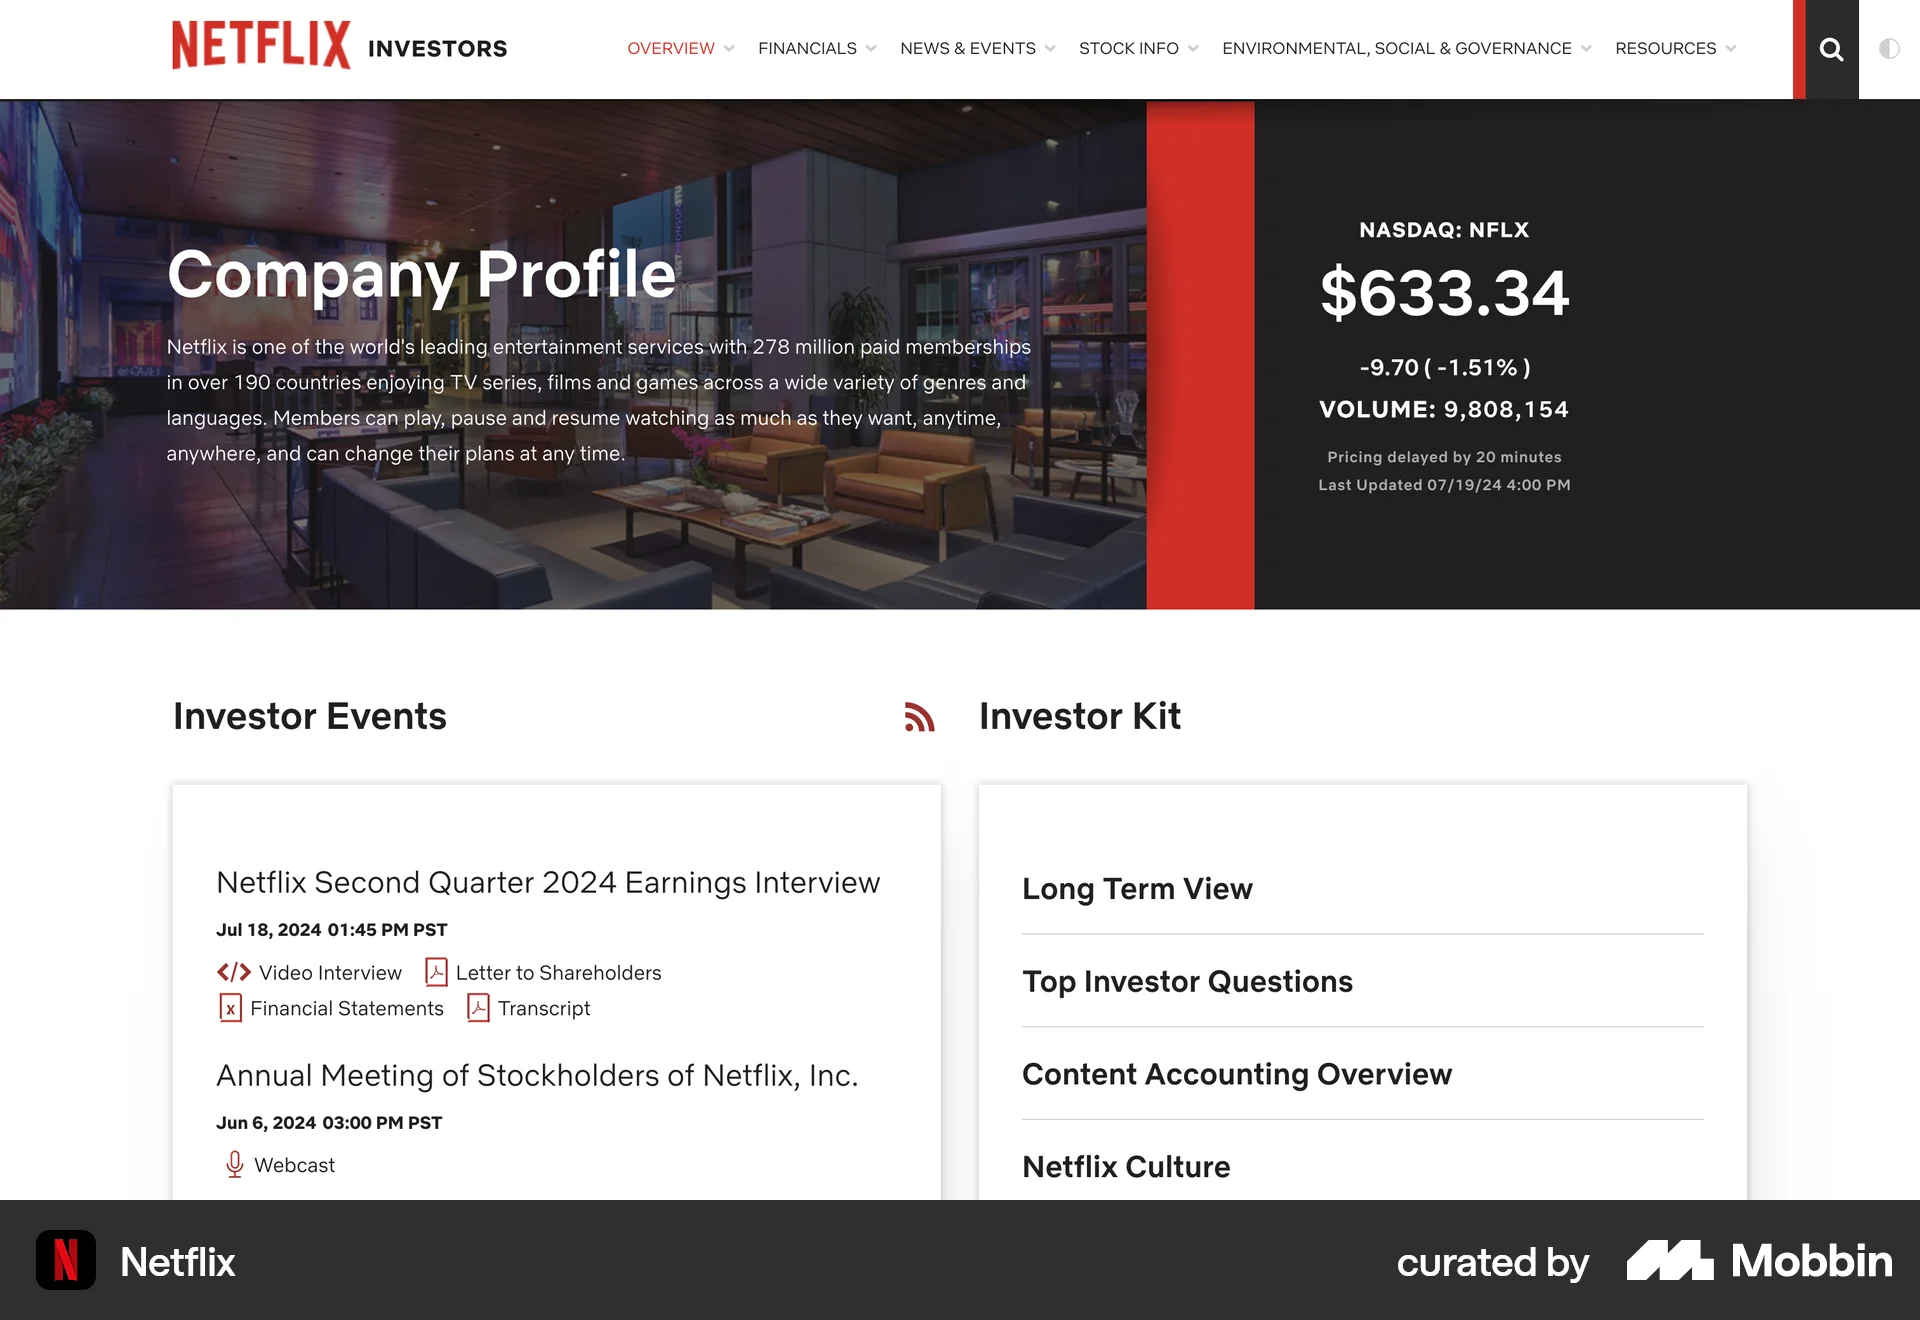 NETFLIX INVESTORS
OVERVIEW FINANCIALS NEWS & EVENTS STOCK INFO ENVIRONMENTAL, SOCIAL & GOVERNANCE RESOURCES
Company Profile
Netflix is one of the world's leading entertainment services with 278 million paid memberships
in over 190 countries enjoying TV series, films and games across a wide variety of genres and
languages. Members can play, pause and resume watching as much as they want, anytime,
anywhere, and can change their plans at any time.
NASDAQ: NFLX
$633.34
-9.70 ( -1.51% )
VOLUME: 9,808,154
Pricing delayed by 20 minutes
Last Updated 07/19/24 4:00 PM
Investor Events
Netflix Second Quarter 2024 Earnings Interview
Jul 18, 2024 01:45 PM PST
Video Interview Letter to Shareholders
Financial Statements Transcript
Annual Meeting of Stockholders of Netflix, Inc.
Jun 6, 2024 03:00 PM PST
Webcast
Investor Kit
Long Term View
Top Investor Questions
Content Accounting Overview
Netflix Culture
Netflix
curated by Mobbin